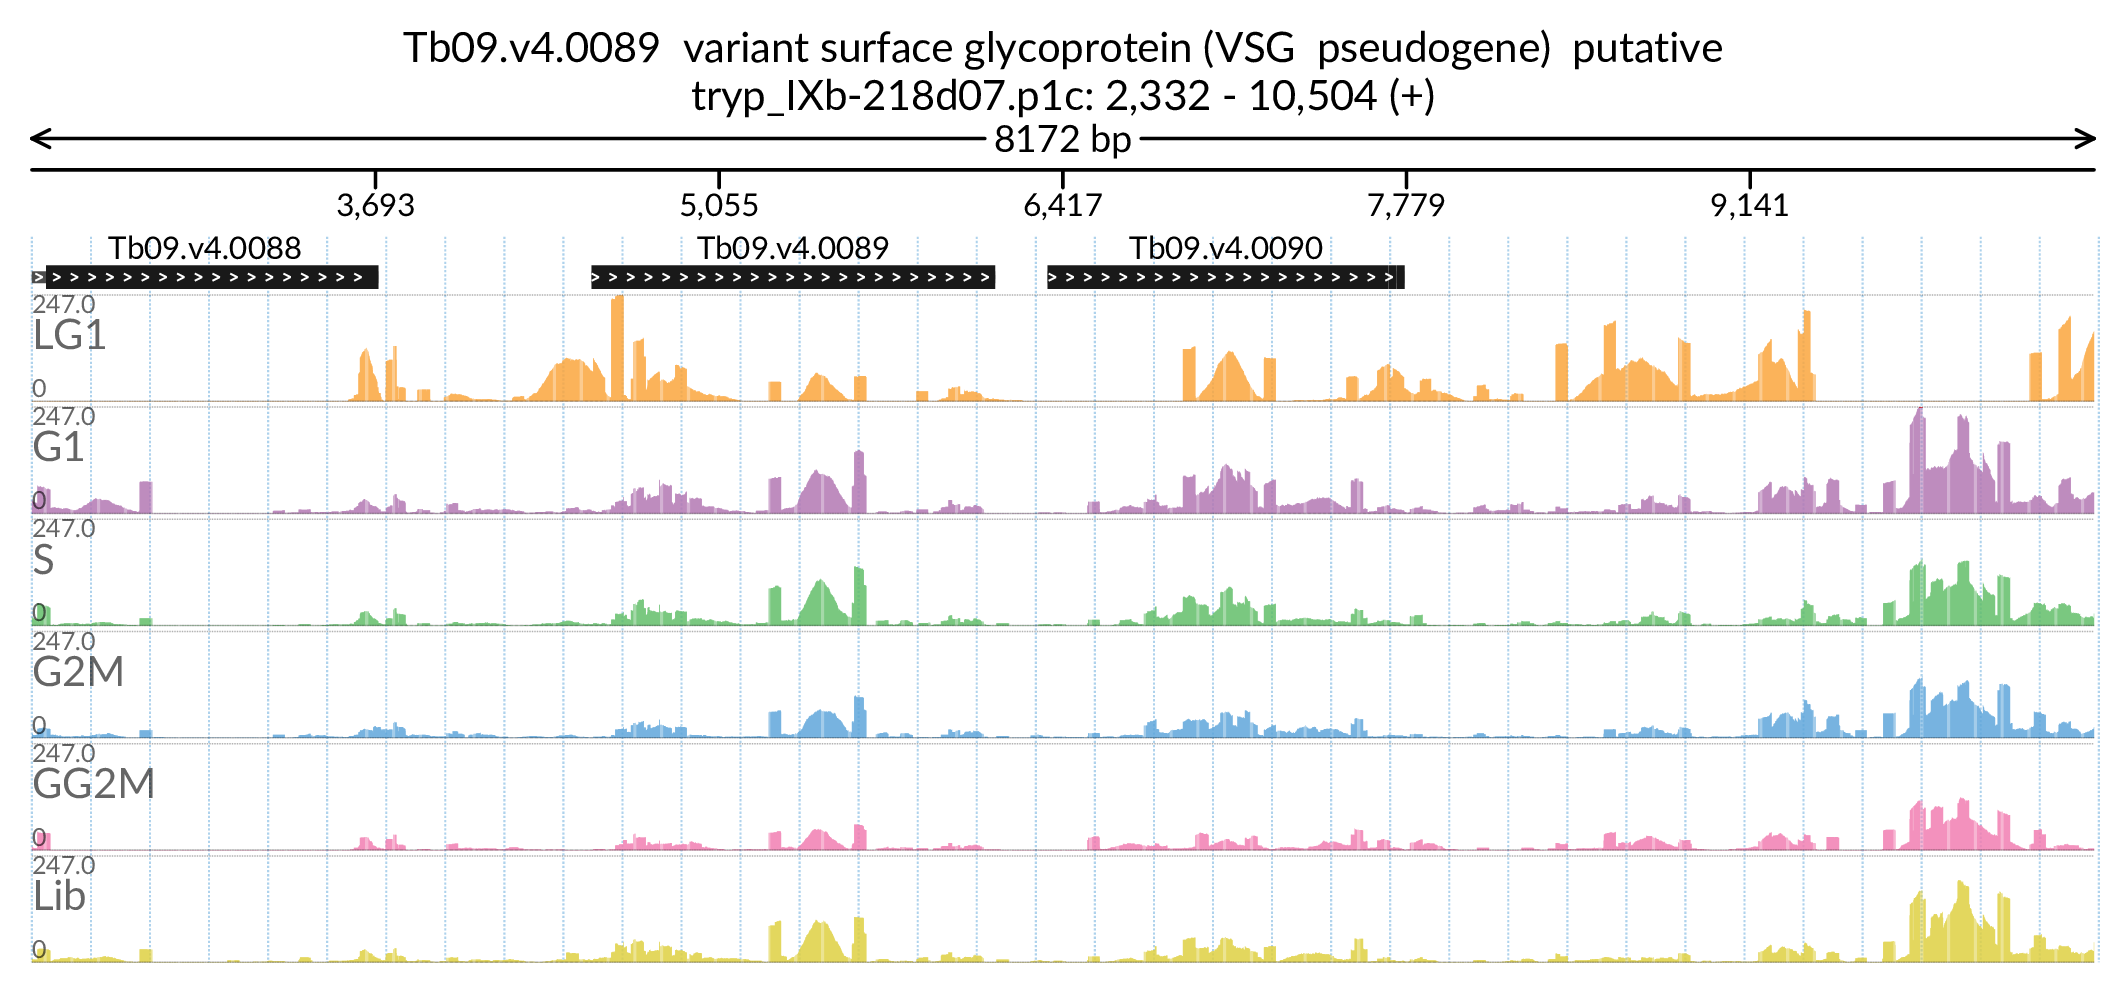 Tb09.v4.0089  variant surface glycoprotein (VSG  pseudogene)  putative
tryp_IXb-218d07.p1c: 2,332 - 10,504 (+)
8172 bp
3,693 5,055 6,417 7,779 9,141
Tb09.v4.0088 Tb09.v4.0089 Tb09.v4.0090
247.0
LG1
0
247.0
G1
0
247.0
S
0
247.0
G2M
0
247.0
GG2M
0
247.0
Lib
0